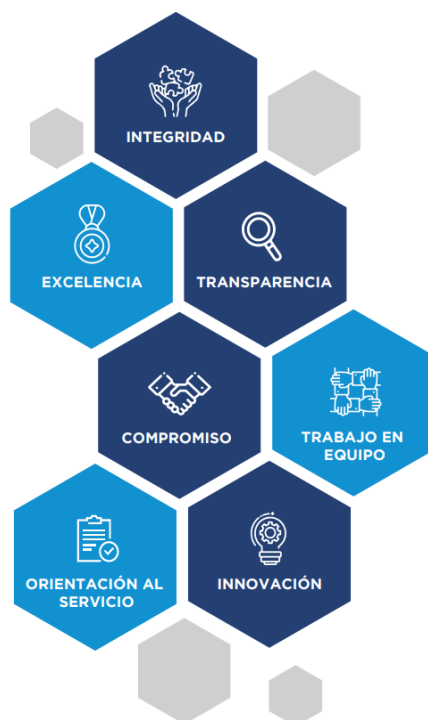 INTEGRIDAD
EXCELENCIA
TRANSPARENCIA
COMPROMISO
TRABAJO EN
EQUIPO
ORIENTACIÓN AL
SERVICIO
INNOVACIÓN